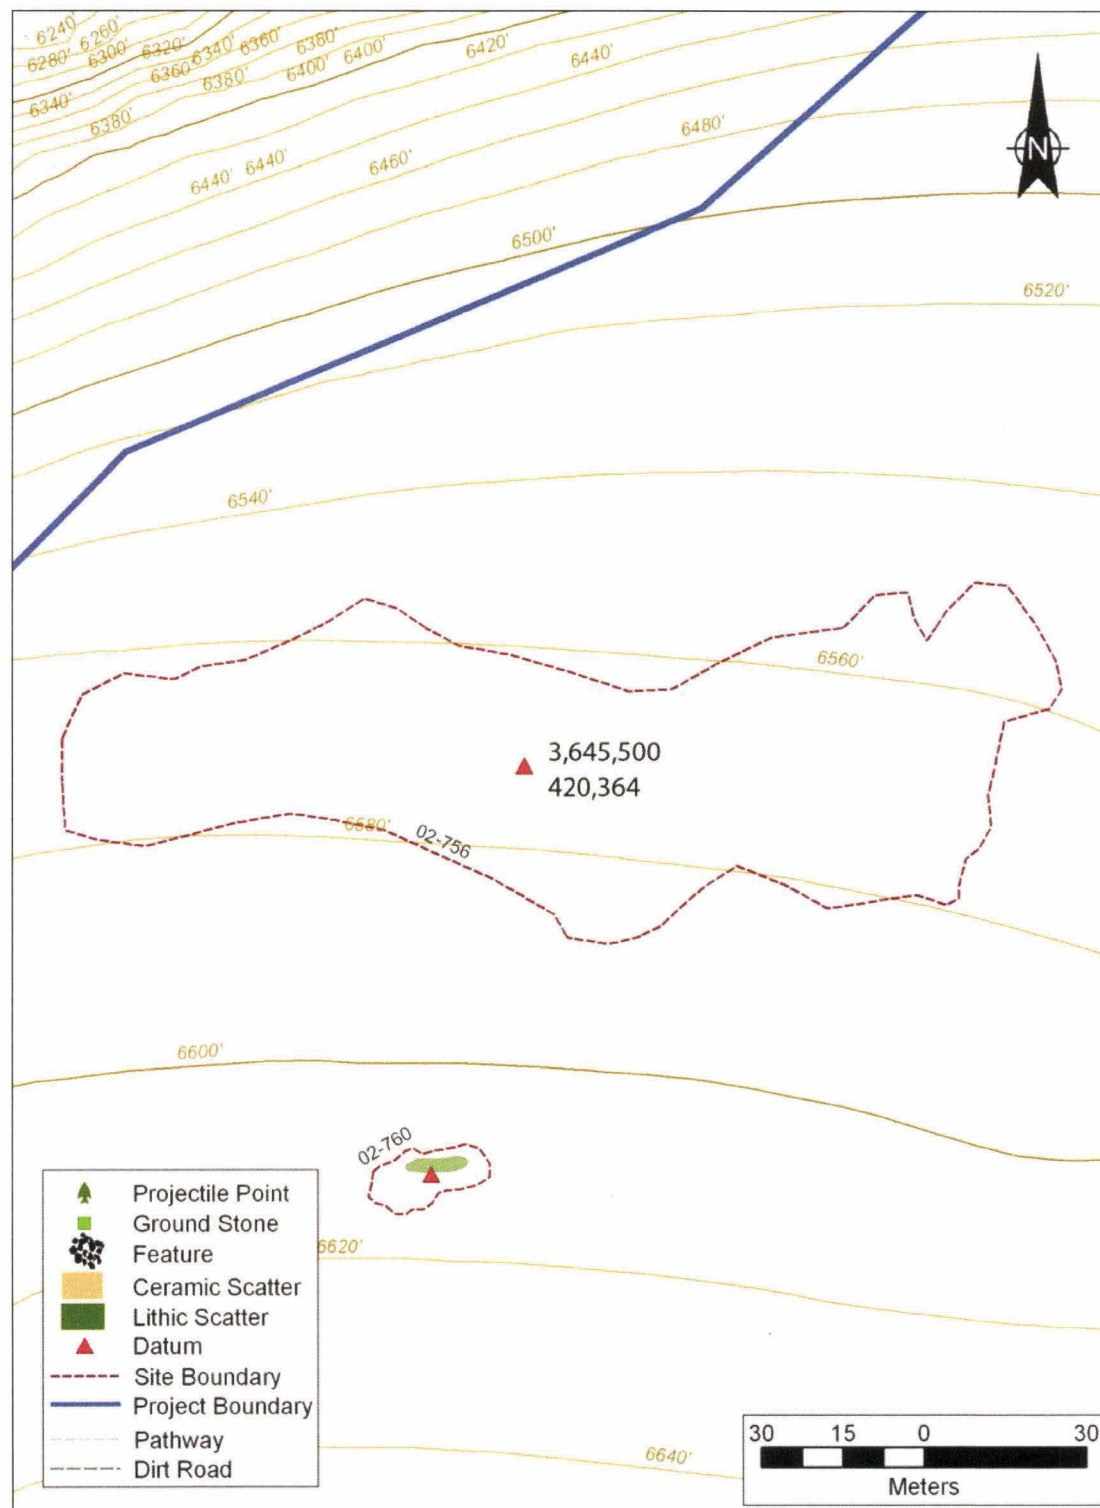 6240'
6260'
6280'
6300'
6320'
6340'
6360'
6380'
6400'
6420'
6440'
6360'
6380'
6400'
6340'
6380'
6440'
6440'
6460'
6480'
N
6500'
6520'
6540'
6560'
3,645,500
420,364
6580'
02-756
6600'
02-760
6620'
Projectile Point
Ground Stone
Feature
Ceramic Scatter
Lithic Scatter
Datum
Site Boundary
Project Boundary
Pathway
Dirt Road
6640'
30 15 0 30
Meters